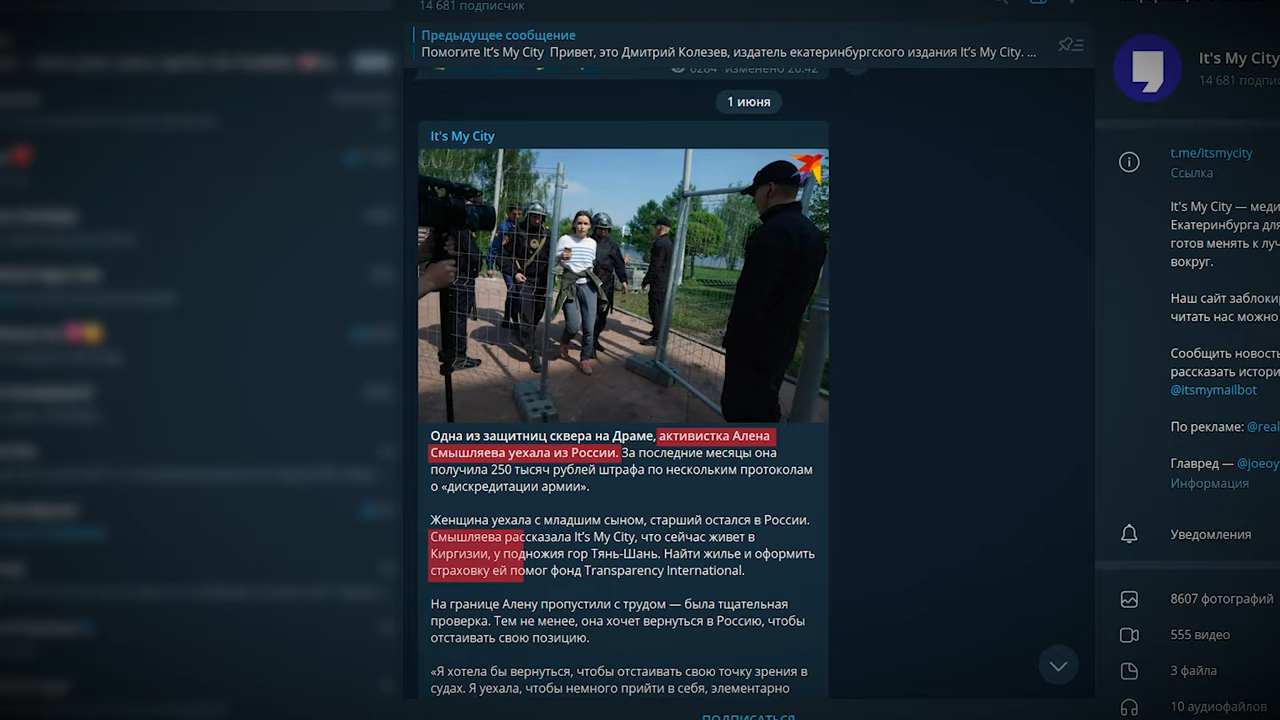 14 681 подписчик
Предыдущее сообщение
Помогите It's My City Привет, это Дмитрий Колезев, издатель екатеринбургского издания It's My City. ...
6284 изменено 20:42
1 июня
It's My City
Одна из защитниц сквера на Драме, активистка Алена
Смышляева уехала из России. За последние месяцы она
получила 250 тысяч рублей штрафа по нескольким протоколам
о «дискредитации армии».
Женщина уехала с младшим сыном, старший остался в России.
Смышляева рассказала It's My City, что сейчас живет в
Киргизии, у подножия гор Тянь-Шань. Найти жилье и оформить
страховку ей помог фонд Transparency International.
На границе Алену пропустили с трудом — была тщательная
проверка. Тем не менее, она хочет вернуться в Россию, чтобы
отстаивать свою позицию.
«Я хотела бы вернуться, чтобы отстаивать свою точку зрения в
судах. Я уехала, чтобы немного прийти в себя, элементарно
ПОДПИСАТЬСЯ
It's My City
14 681 подпис
t.me/itsmycity
Ссылка
It's My City — меди
Екатеринбурга для
готов менять к лу
вокруг.
Наш сайт заблоки
читать нас можно
Сообщить новость
рассказать истори
@itsmymailbot
По рекламе: @real
Главред — @joeoy
Информация
Уведомления
8607 фотографий
555 видео
3 файла
10 аудиофайлов